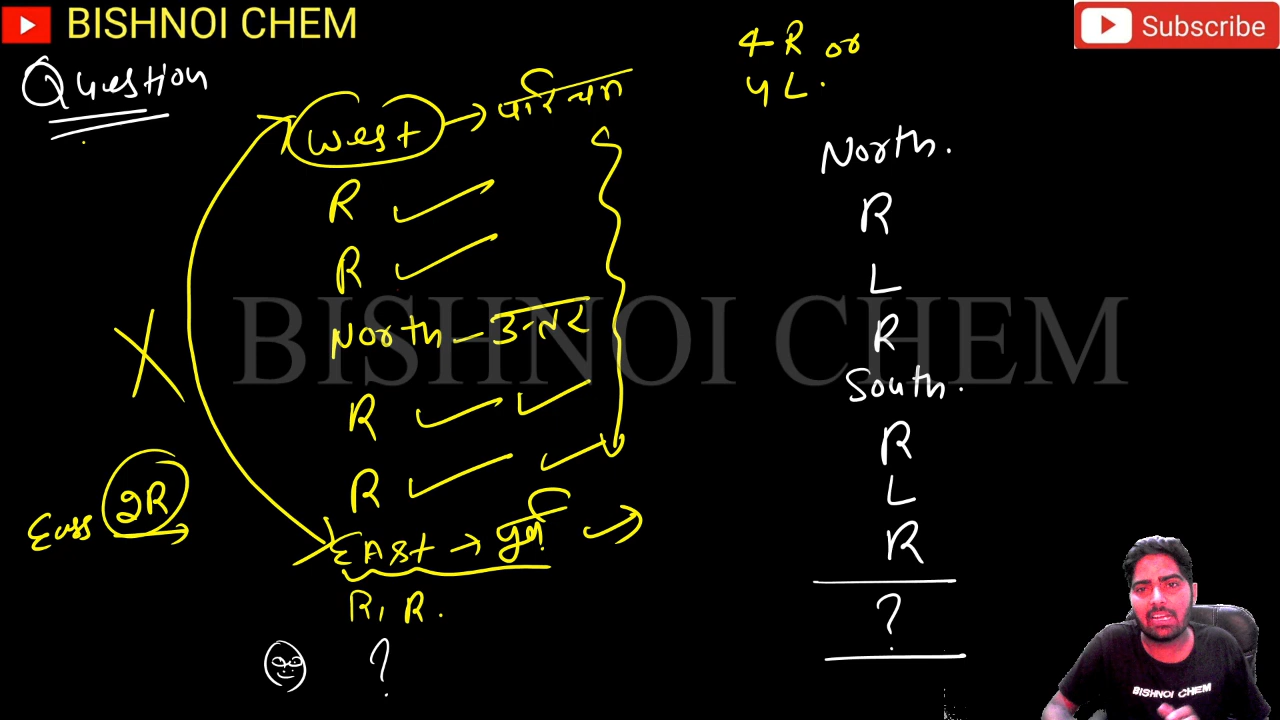 BISHNOI CHEM
Subscribe
Question
West → पश्चिम
R
R
North - उत्तर
R
R
EAst → पूर्व
R, R.
?
2R
4 R or
4 L.
North.
R
L
R
South.
R
L
R
?
BISHNOI CHEM
BISHNOI CHEM